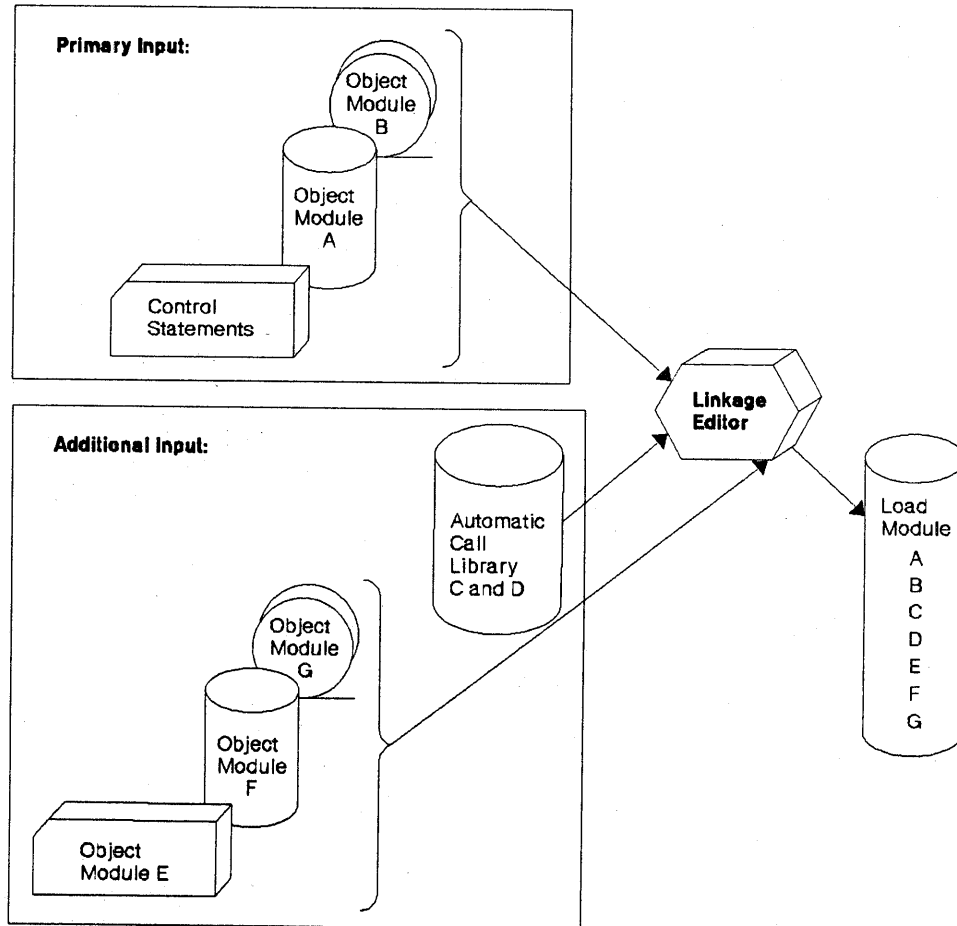 Primary Input:
Object
Module
B
Object
Module
A
Control
Statements
Linkage
Editor
Additional Input:
Automatic
Call
Library
C and D
Object
Module
G
Object
Module
F
Object
Module E
Load
Module
A
B
C
D
E
F
G